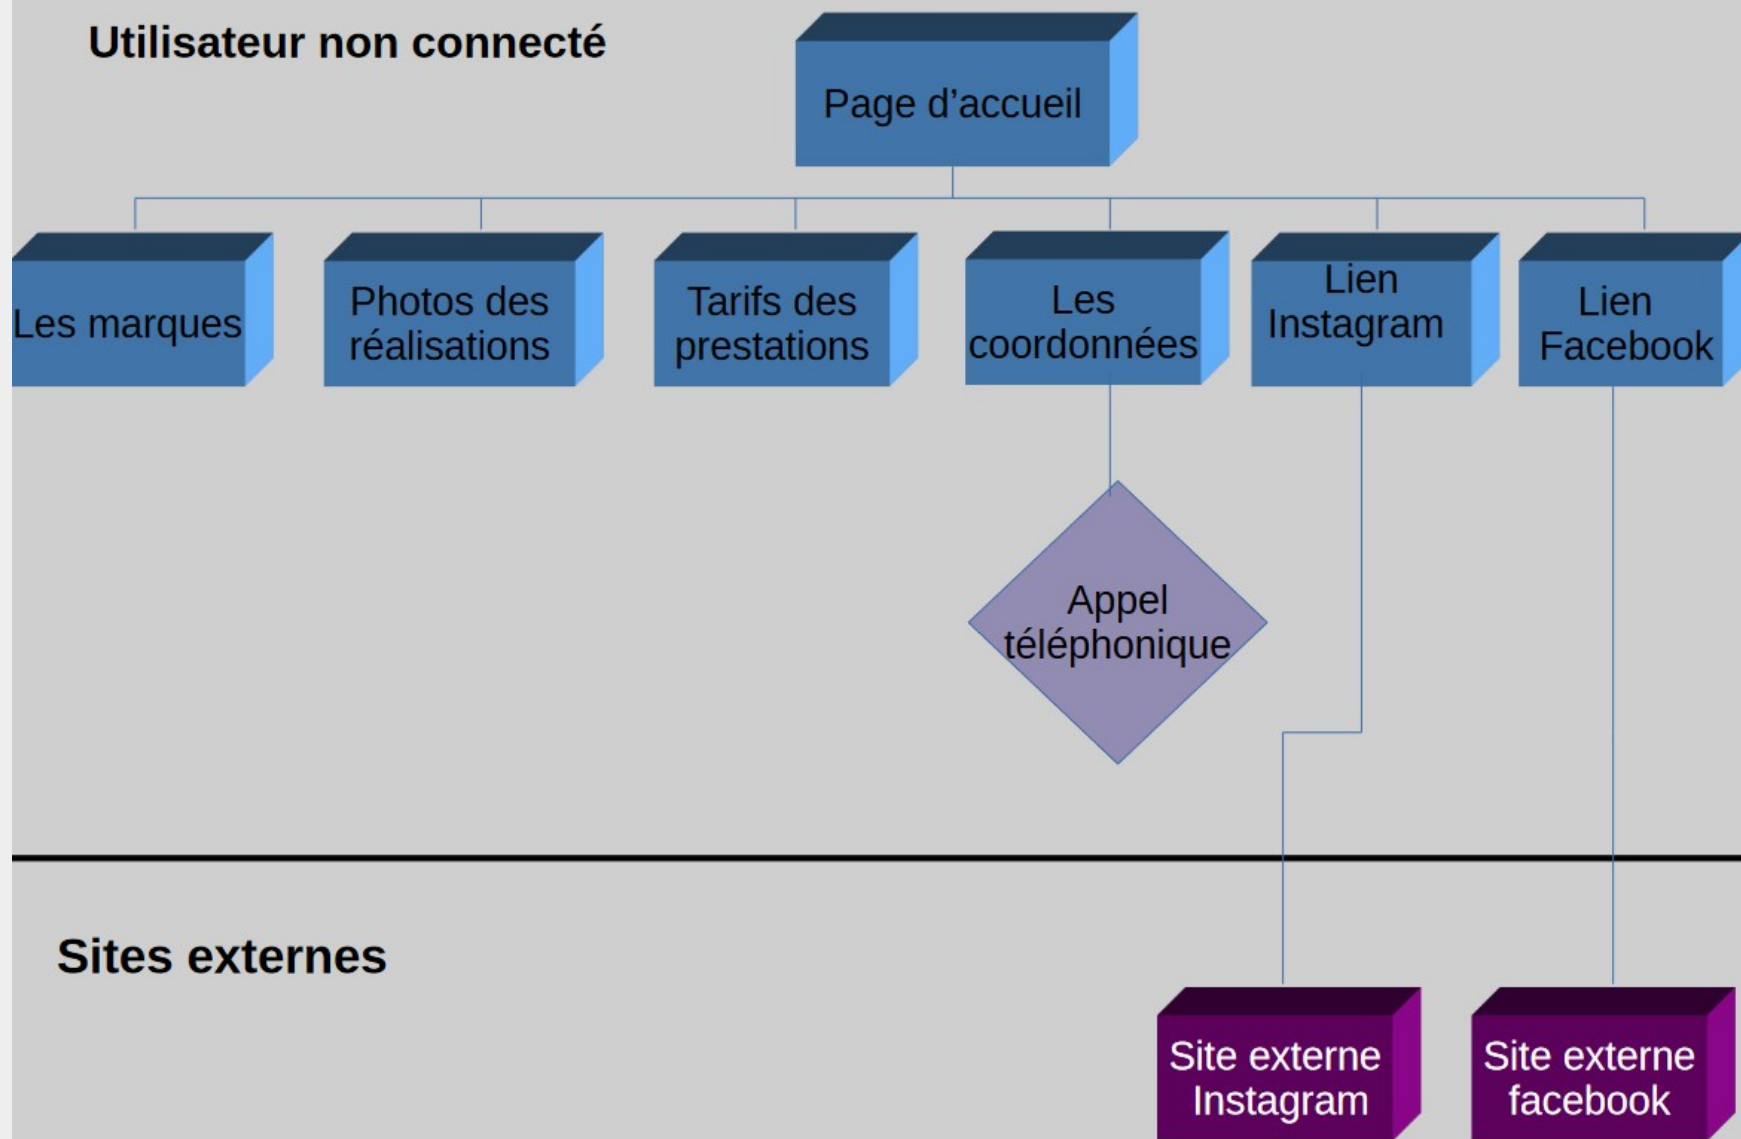 Utilisateur non connecté
Page d’accueil
Les marques
Photos des
réalisations
Tarifs des
prestations
Les
coordonnées
Lien
Instagram
Lien
Facebook
Appel
téléphonique
Sites externes
Site externe
Instagram
Site externe
facebook